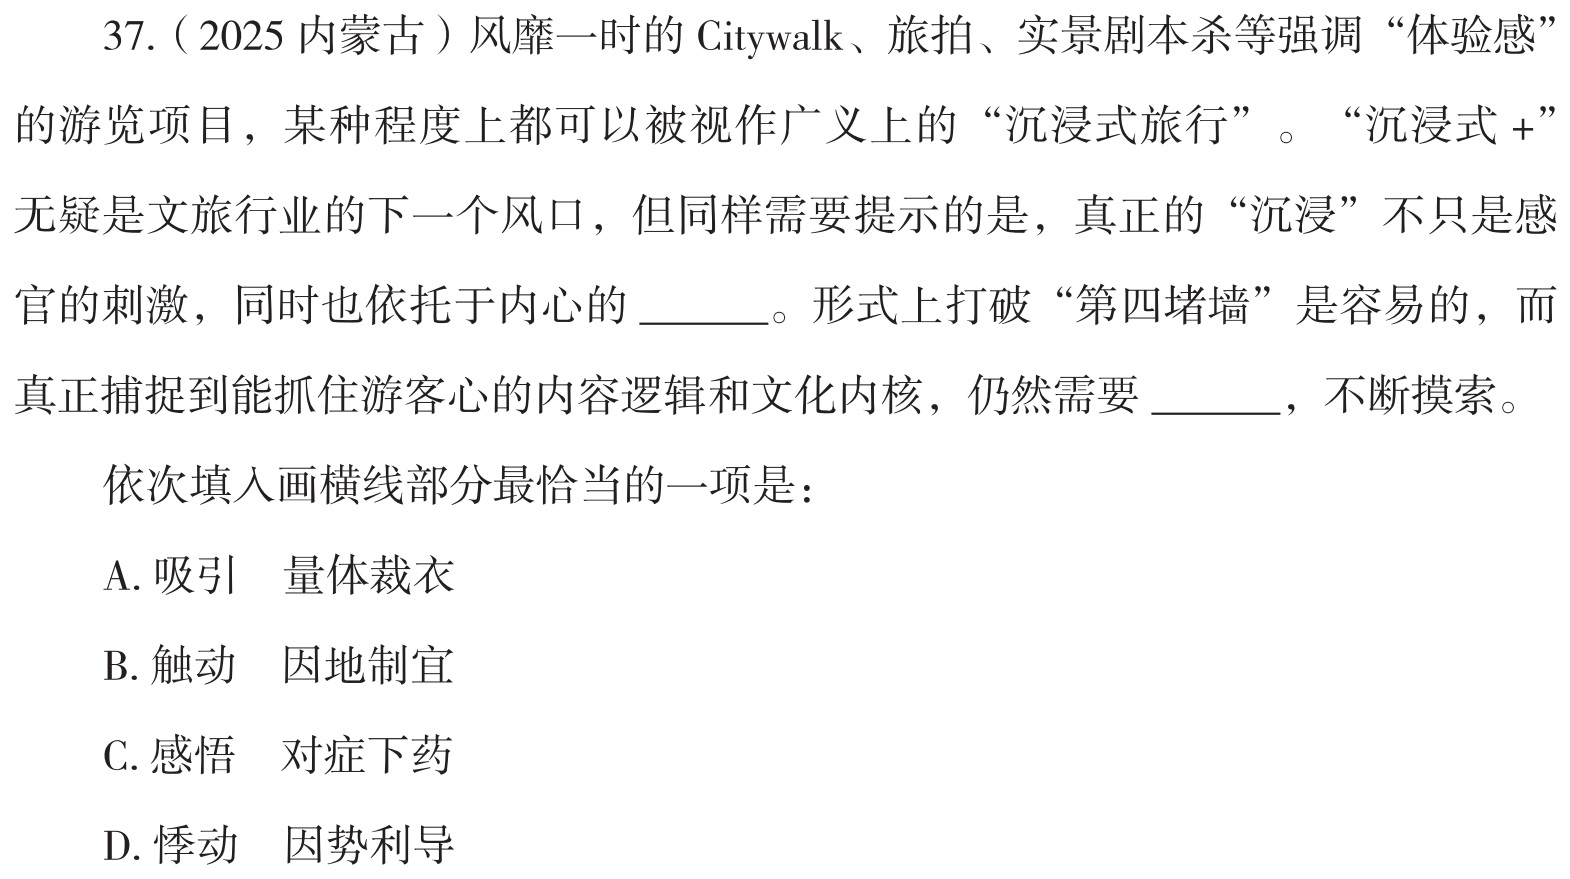 37.（2025 内蒙古）风靡一时的 Citywalk、旅拍、实景剧本杀等强调“体验感”
的游览项目，某种程度上都可以被视作广义上的“沉浸式旅行”。“沉浸式 +”
无疑是文旅行业的下一个风口，但同样需要提示的是，真正的“沉浸”不只是感
官的刺激，同时也依托于内心的 ______。形式上打破“第四堵墙”是容易的，而
真正捕捉到能抓住游客心的内容逻辑和文化内核，仍然需要 ______，不断摸索。
依次填入画横线部分最恰当的一项是：
A. 吸引　量体裁衣
B. 触动　因地制宜
C. 感悟　对症下药
D. 悸动　因势利导